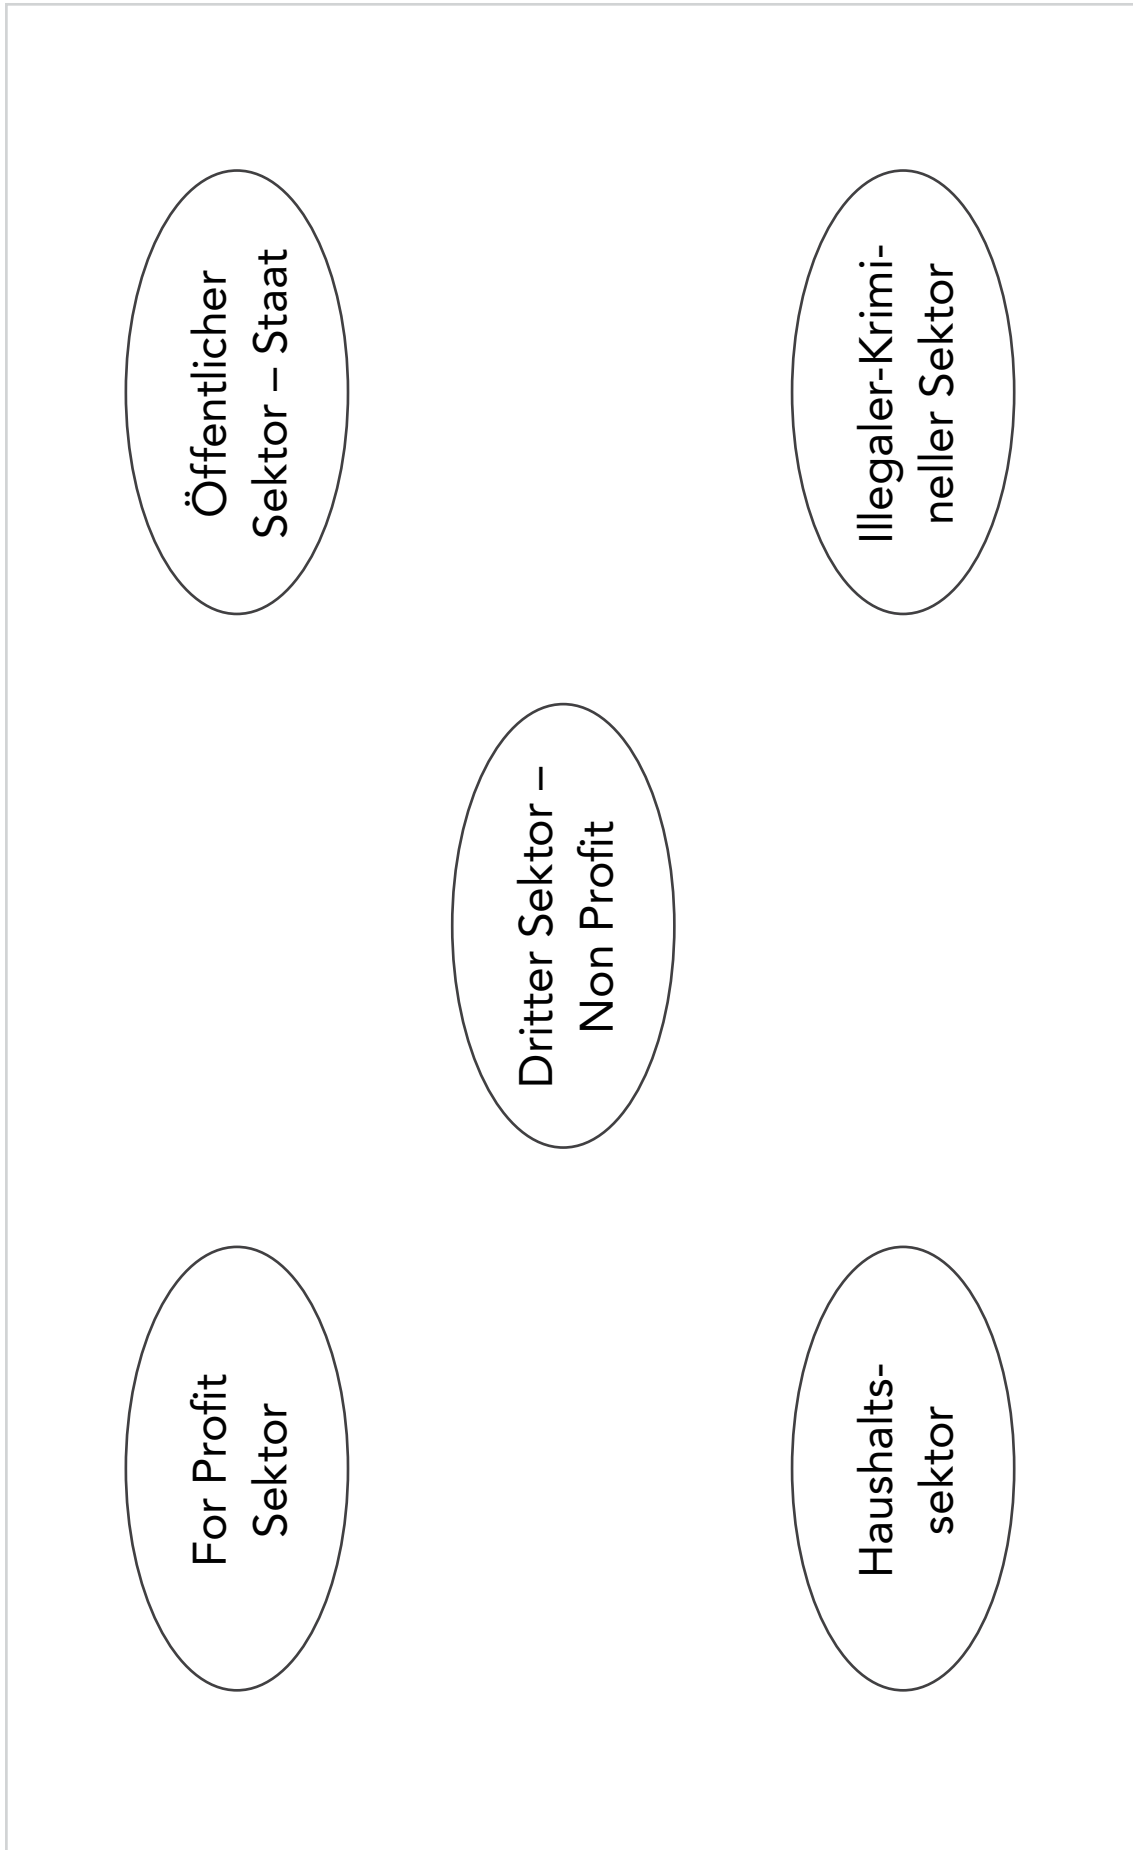 For Profit
Sektor
Öffentlicher
Sektor – Staat
Dritter Sektor –
Non Profit
Haushalts-
sektor
Illegaler-Krimi-
neller Sektor